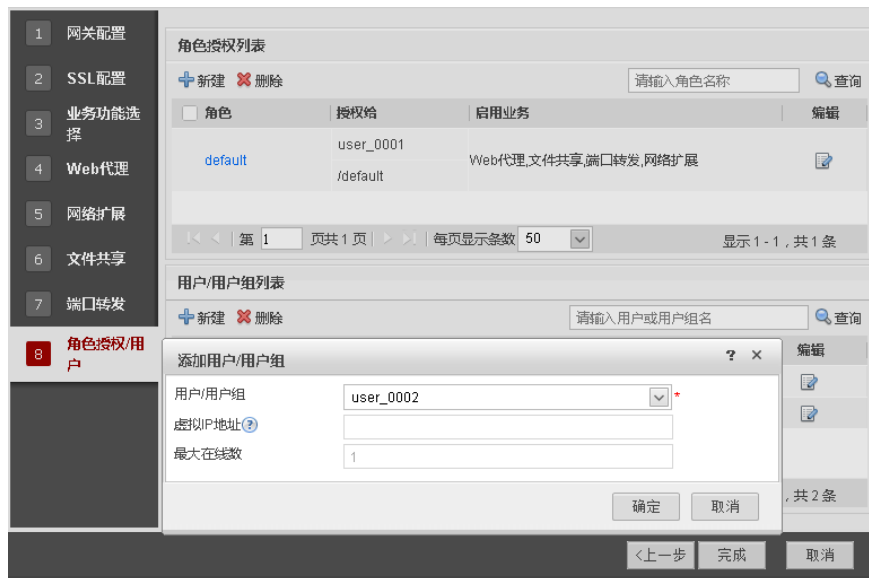 1 网关配置
2 SSL配置
3 业务功能选择
4 Web代理
5 网络扩展
6 文件共享
7 端口转发
8 角色授权/用户
角色授权列表
新建 删除 请输入角色名称 查询
角色 授权给 启用业务 编辑
default user_0001 Web代理,文件共享,端口转发,网络扩展
/default
第 1 页共1页 每页显示条数 50 显示1-1,共1条
用户/用户组列表
新建 删除 请输入用户或用户组名 查询
编辑
添加用户/用户组 ? ×
用户/用户组 user_0002 *
虚拟IP地址 ?
最大在线数 1
确定 取消
,共2条
<上一步 完成 取消